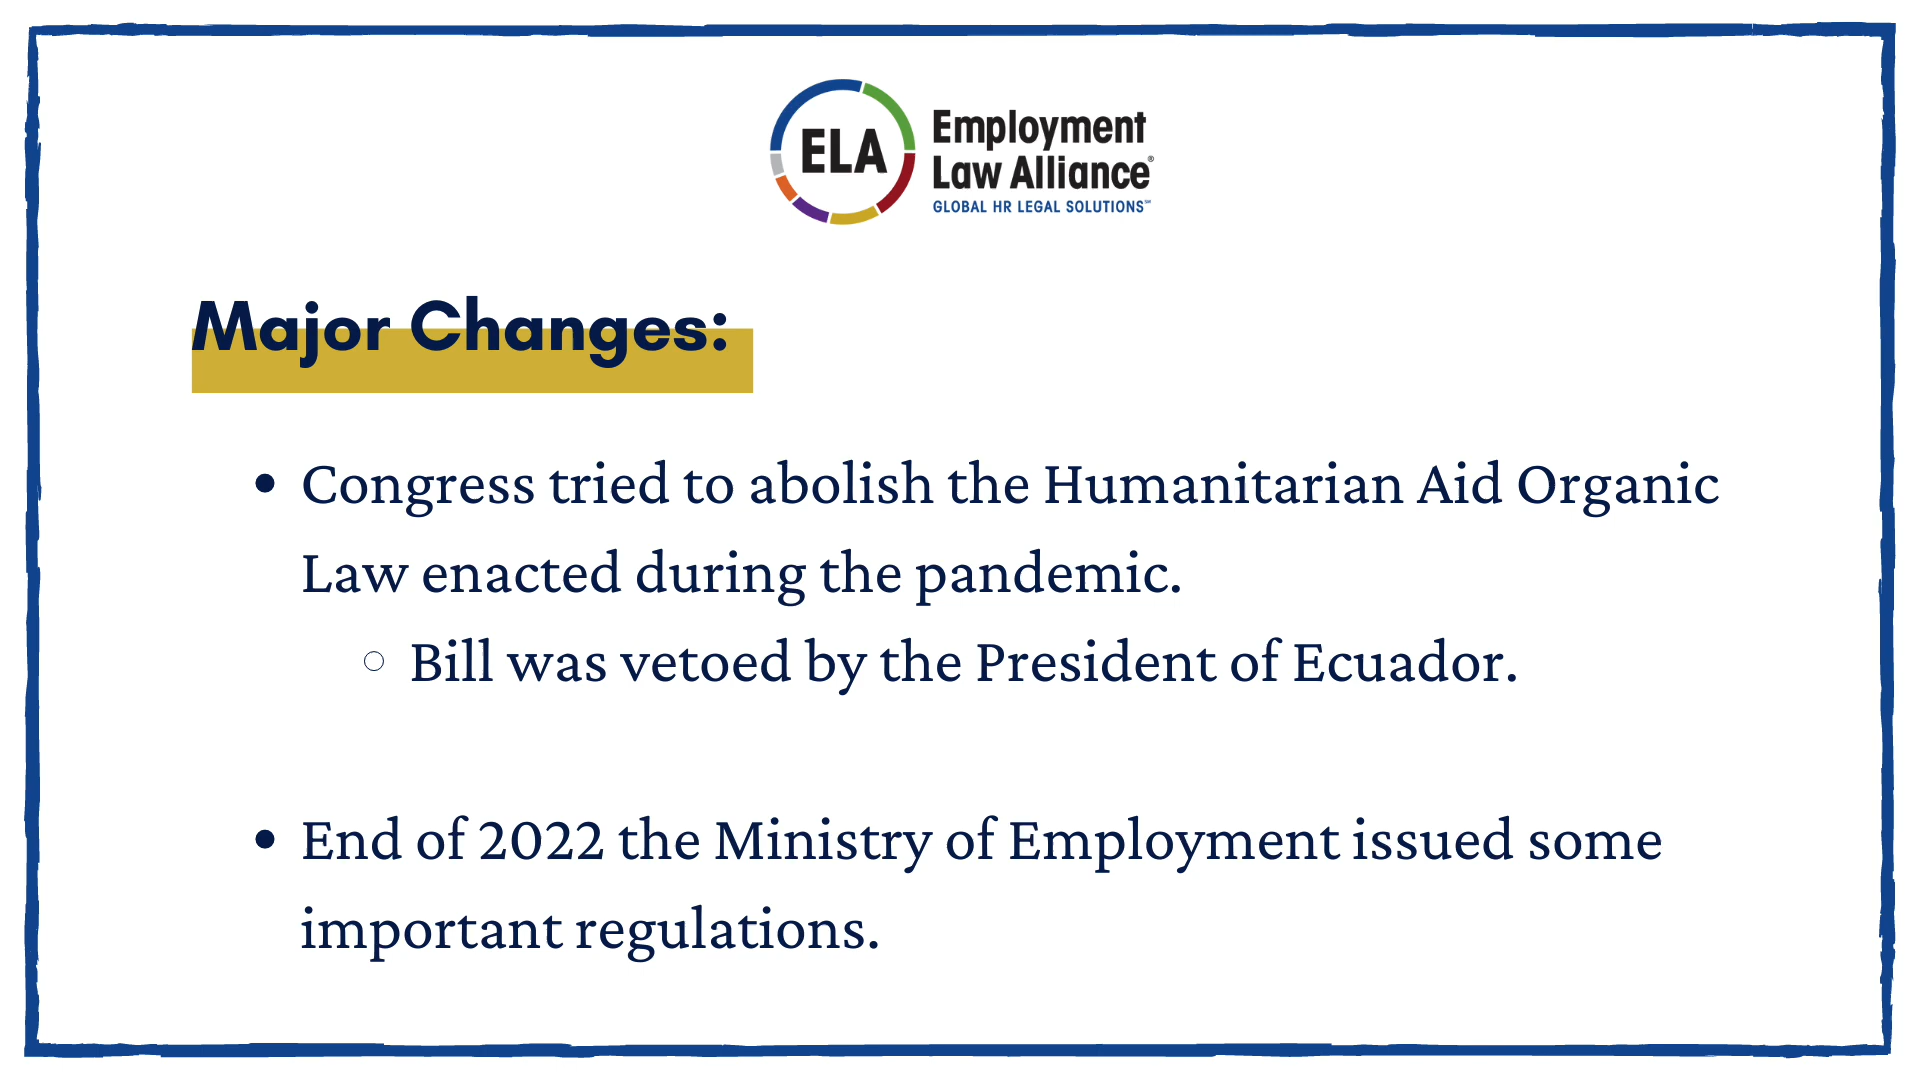 ELA
Employment
Law Alliance®
GLOBAL HR LEGAL SOLUTIONS℠
Major Changes:
• Congress tried to abolish the Humanitarian Aid Organic
Law enacted during the pandemic.
○ Bill was vetoed by the President of Ecuador.
• End of 2022 the Ministry of Employment issued some
important regulations.